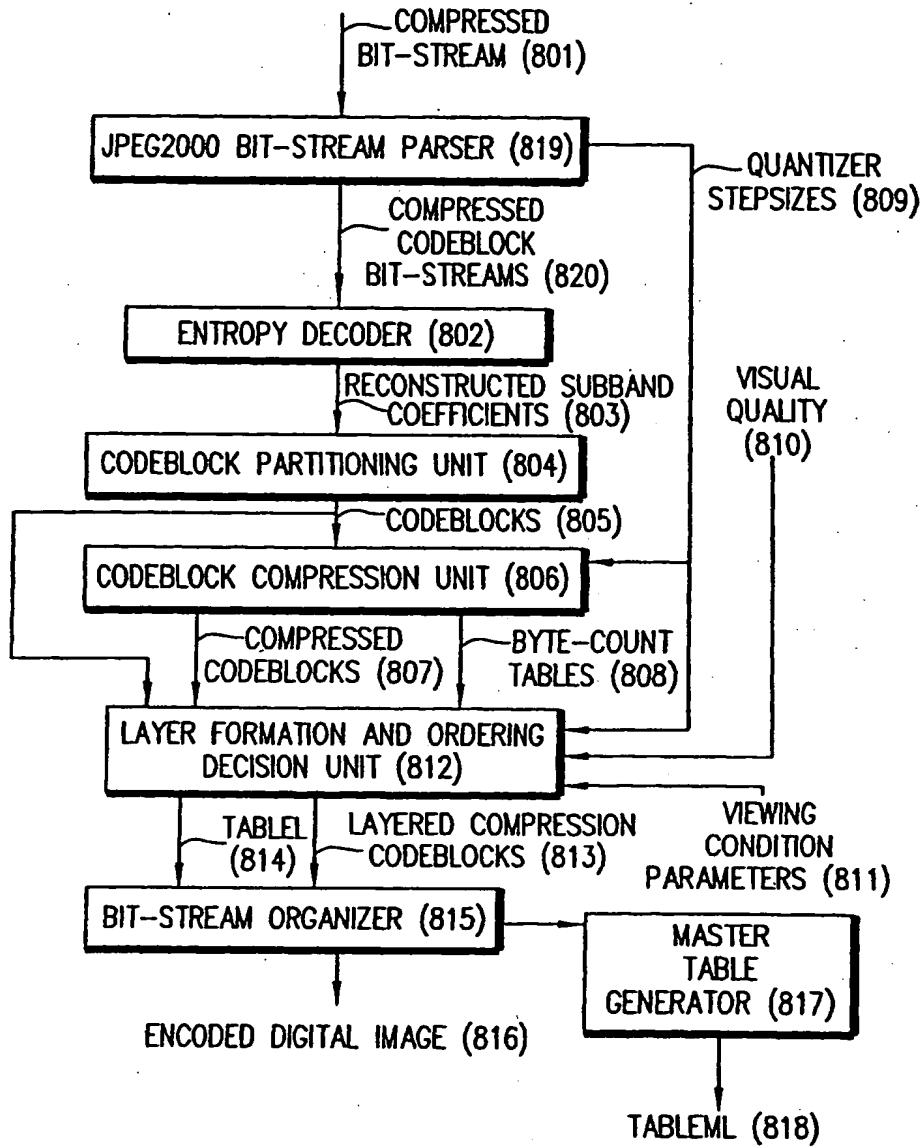 COMPRESSED
BIT-STREAM (801)
JPEG2000 BIT-STREAM PARSER (819)
QUANTIZER
STEPSIZES (809)
COMPRESSED
CODEBLOCK
BIT-STREAMS (820)
ENTROPY DECODER (802)
VISUAL
QUALITY
(810)
RECONSTRUCTED SUBBAND
COEFFICIENTS (803)
CODEBLOCK PARTITIONING UNIT (804)
CODEBLOCKS (805)
CODEBLOCK COMPRESSION UNIT (806)
COMPRESSED
CODEBLOCKS (807)
BYTE-COUNT
TABLES (808)
LAYER FORMATION AND ORDERING
DECISION UNIT (812)
VIEWING
CONDITION
PARAMETERS (811)
TABLEL
(814)
LAYERED COMPRESSION
CODEBLOCKS (813)
BIT-STREAM ORGANIZER (815)
MASTER
TABLE
GENERATOR (817)
ENCODED DIGITAL IMAGE (816)
TABLEML (818)